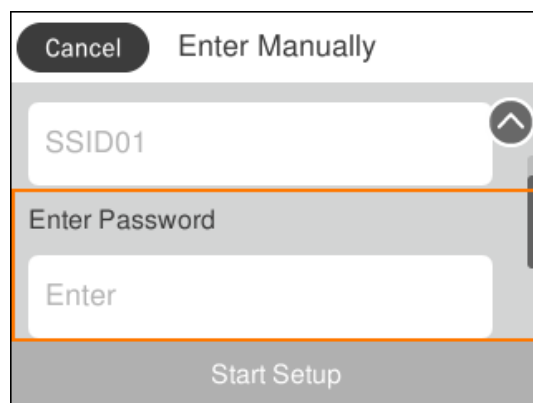 Cancel Enter Manually
SSID01
Enter Password
Enter
Start Setup